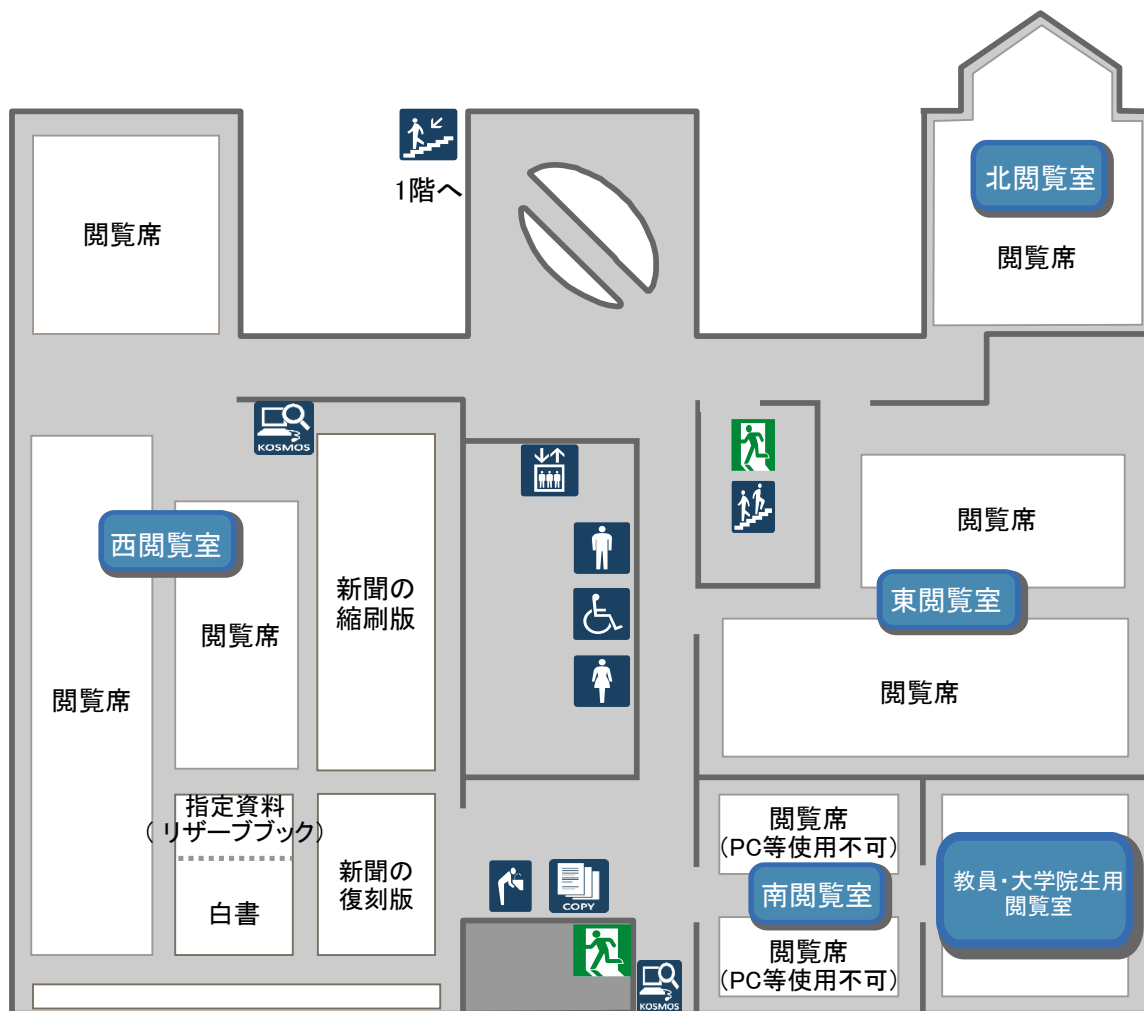 1階へ
北閲覧室
閲覧席
閲覧席
KOSMOS
西閲覧室
新聞の
縮刷版
閲覧席
閲覧席
閲覧席
東閲覧室
閲覧席
指定資料
(リザーブブック)
白書
新聞の
復刻版
COPY
KOSMOS
閲覧席
(PC等使用不可)
南閲覧室
閲覧席
(PC等使用不可)
教員・大学院生用
閲覧室